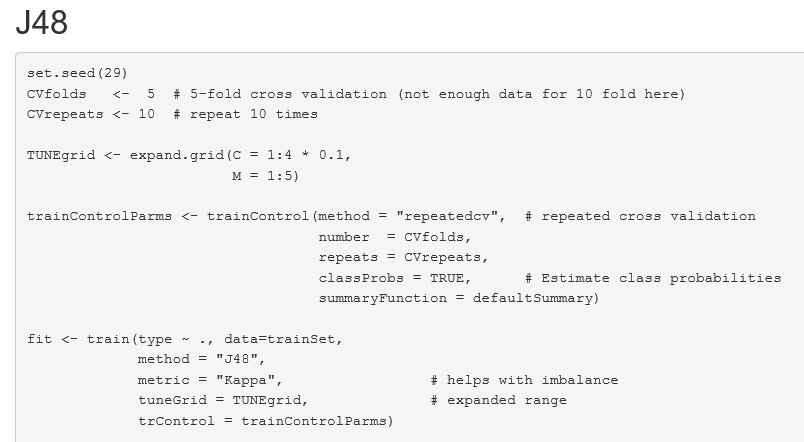 J48
set.seed(29)
CVfolds   <-  5  # 5-fold cross validation (not enough data for 10 fold here)
CVrepeats <- 10  # repeat 10 times
TUNEgrid <- expand.grid(C = 1:4 * 0.1,
                        M = 1:5)
trainControlParms <- trainControl(method = "repeatedcv",  # repeated cross validation
                                  number  = CVfolds,
                                  repeats = CVrepeats,
                                  classProbs = TRUE,      # Estimate class probabilities
                                  summaryFunction = defaultSummary)
fit <- train(type ~ ., data=trainSet,
             method = "J48",
             metric = "Kappa",                 # helps with imbalance
             tuneGrid = TUNEgrid,              # expanded range
             trControl = trainControlParms)